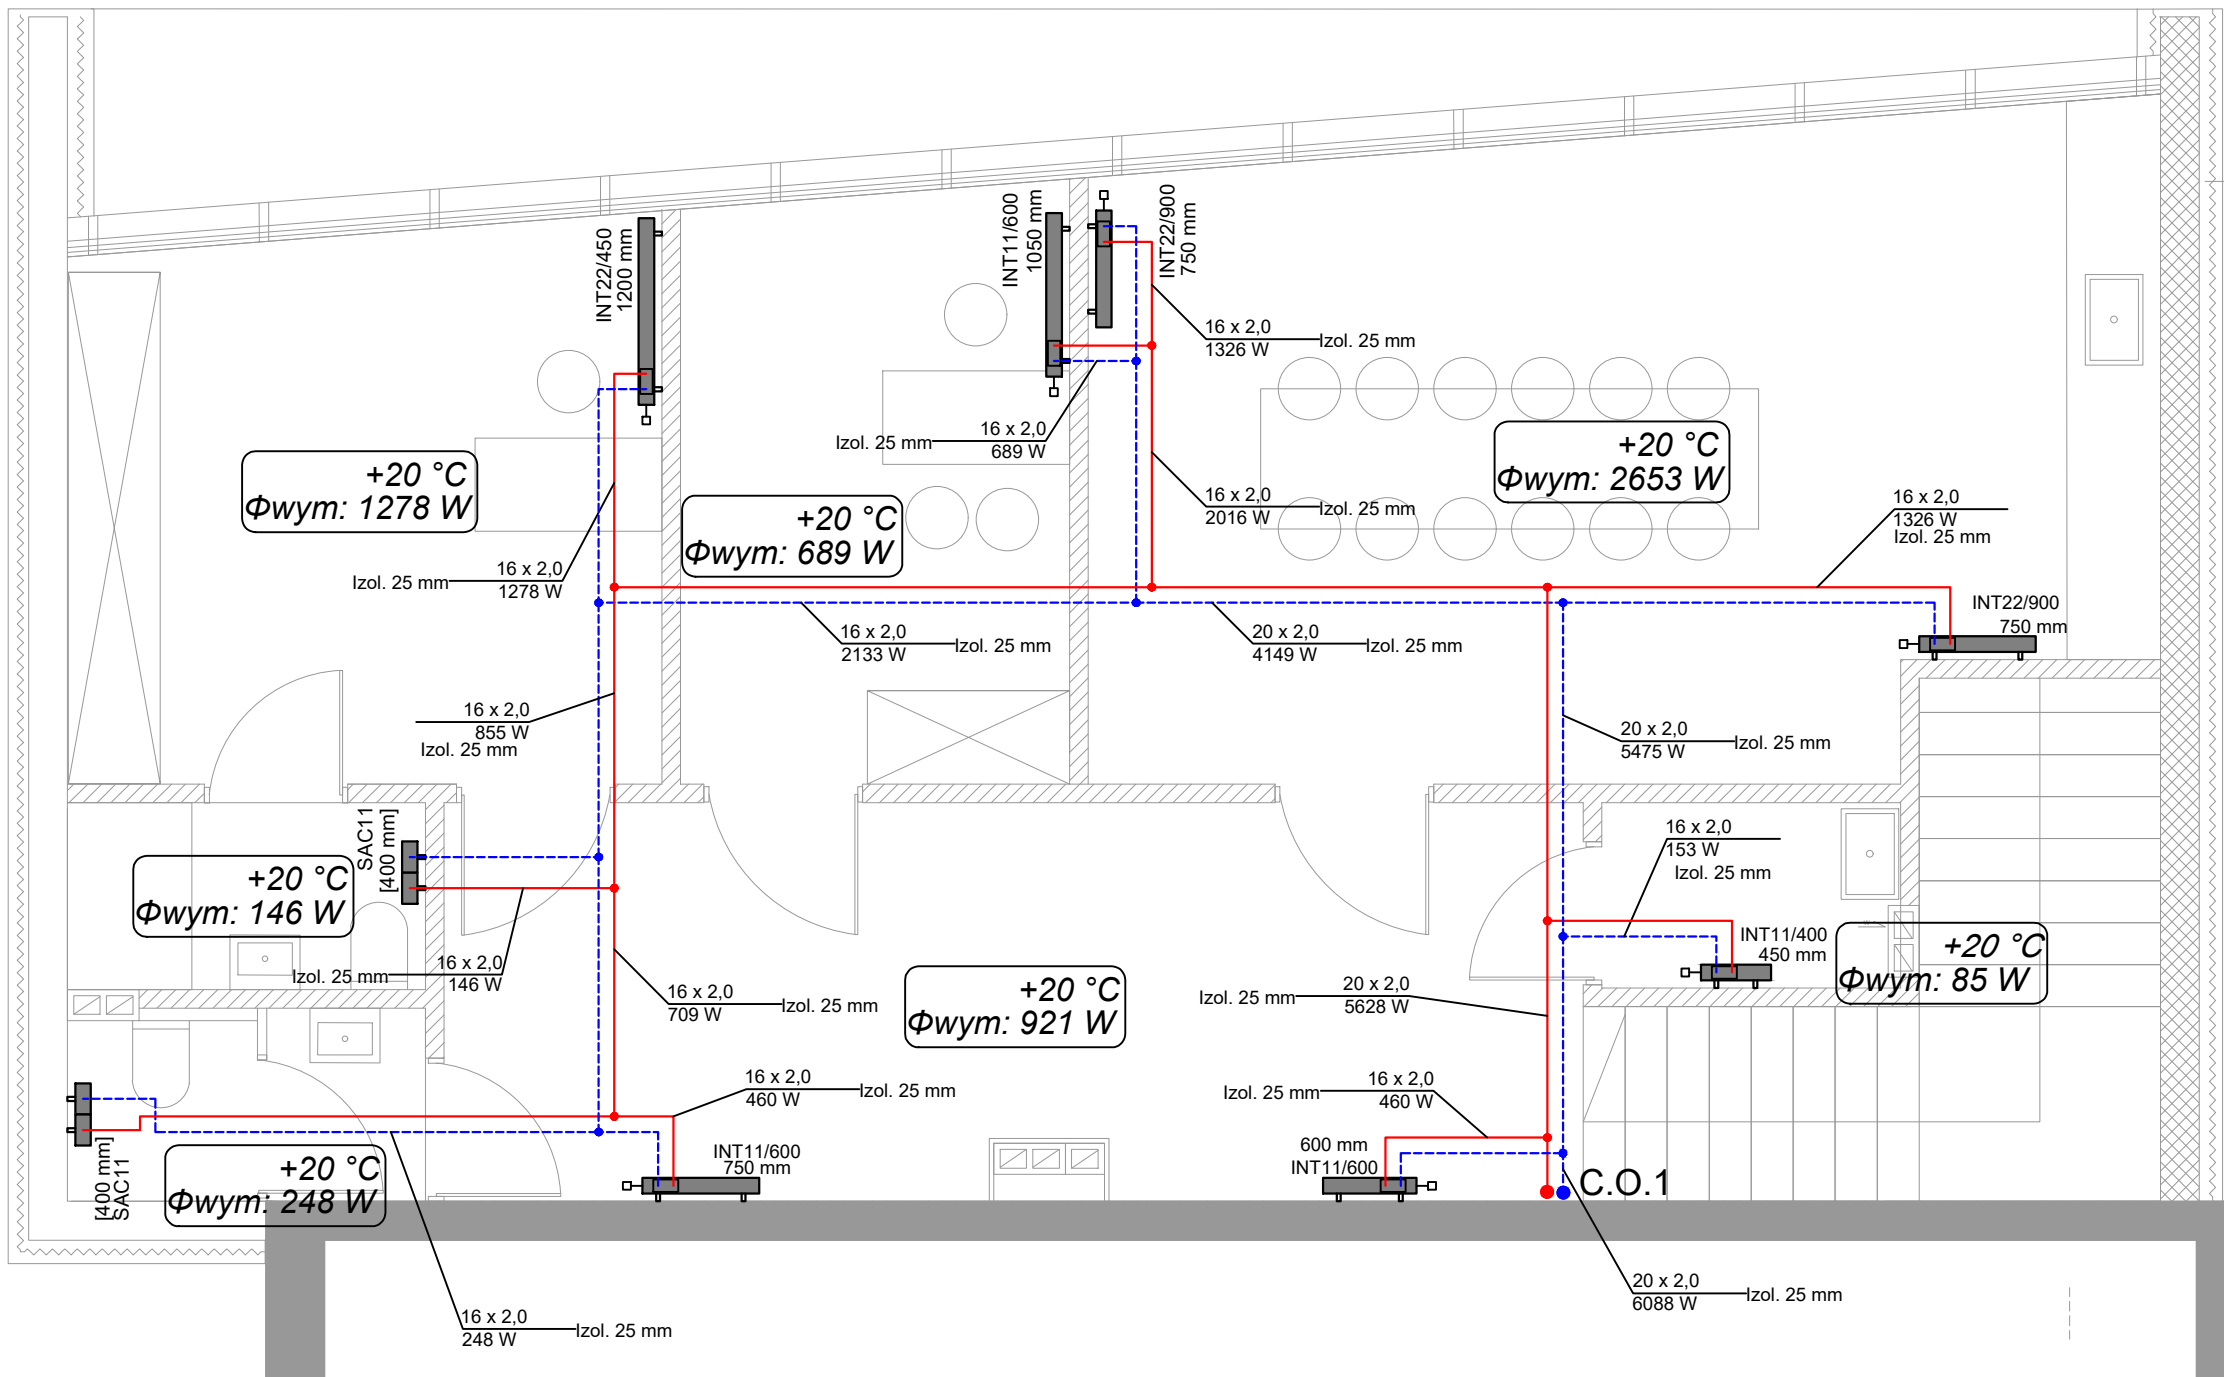 INT22/450
1200 mm
INT11/600
1050 mm
INT22/900
750 mm
16 x 2,0
1326 W
Izol. 25 mm
Izol. 25 mm
16 x 2,0
689 W
+20 °C
Φwym: 2653 W
+20 °C
Φwym: 1278 W
16 x 2,0
2016 W
Izol. 25 mm
16 x 2,0
1326 W
Izol. 25 mm
+20 °C
Φwym: 689 W
Izol. 25 mm
16 x 2,0
1278 W
INT22/900
750 mm
16 x 2,0
2133 W
Izol. 25 mm
20 x 2,0
4149 W
Izol. 25 mm
16 x 2,0
855 W
Izol. 25 mm
20 x 2,0
5475 W
Izol. 25 mm
SAC11
[400 mm]
16 x 2,0
153 W
Izol. 25 mm
+20 °C
Φwym: 146 W
INT11/400
450 mm
+20 °C
Φwym: 85 W
Izol. 25 mm
16 x 2,0
146 W
16 x 2,0
709 W
Izol. 25 mm
+20 °C
Φwym: 921 W
Izol. 25 mm
20 x 2,0
5628 W
16 x 2,0
460 W
Izol. 25 mm
Izol. 25 mm
16 x 2,0
460 W
[400 mm]
SAC11
+20 °C
Φwym: 248 W
INT11/600
750 mm
600 mm
INT11/600
C.O.1
20 x 2,0
6088 W
Izol. 25 mm
16 x 2,0
248 W
Izol. 25 mm